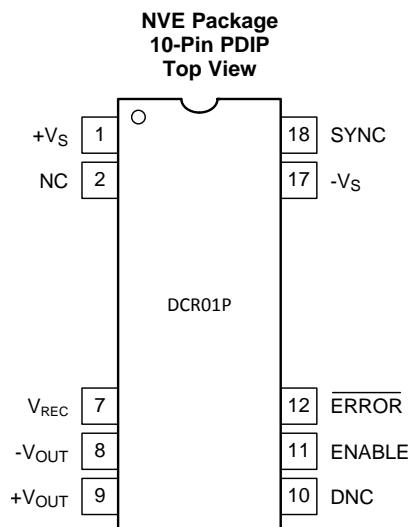 NVE Package
10-Pin PDIP
Top View
+VS 1 18 SYNC
NC 2 17 -VS
DCR01P
VREC 7 12 ERROR
-VOUT 8 11 ENABLE
+VOUT 9 10 DNC